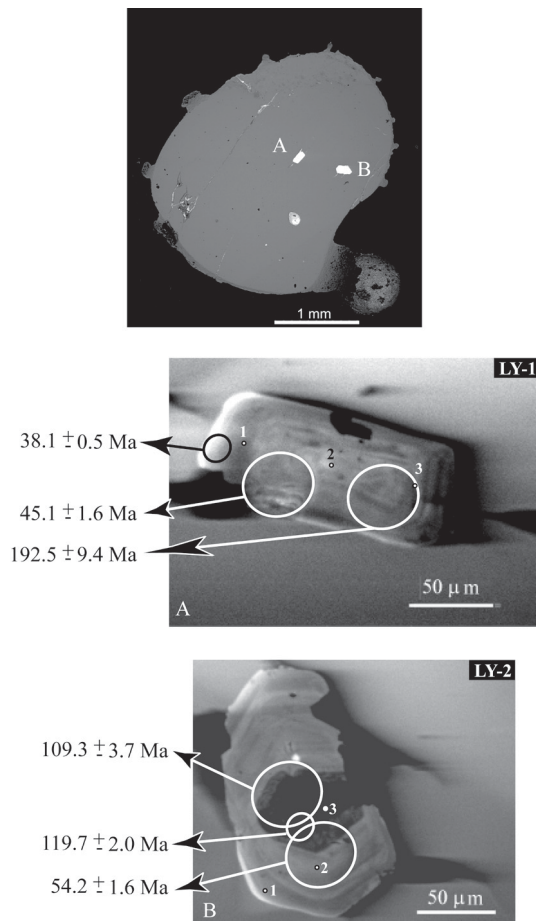 A
B
1 mm
LY-1
38.1 ± 0.5 Ma
1
2
3
45.1 ± 1.6 Ma
192.5 ± 9.4 Ma
50 μm
A
LY-2
109.3 ± 3.7 Ma
3
119.7 ± 2.0 Ma
2
54.2 ± 1.6 Ma
1
50 μm
B